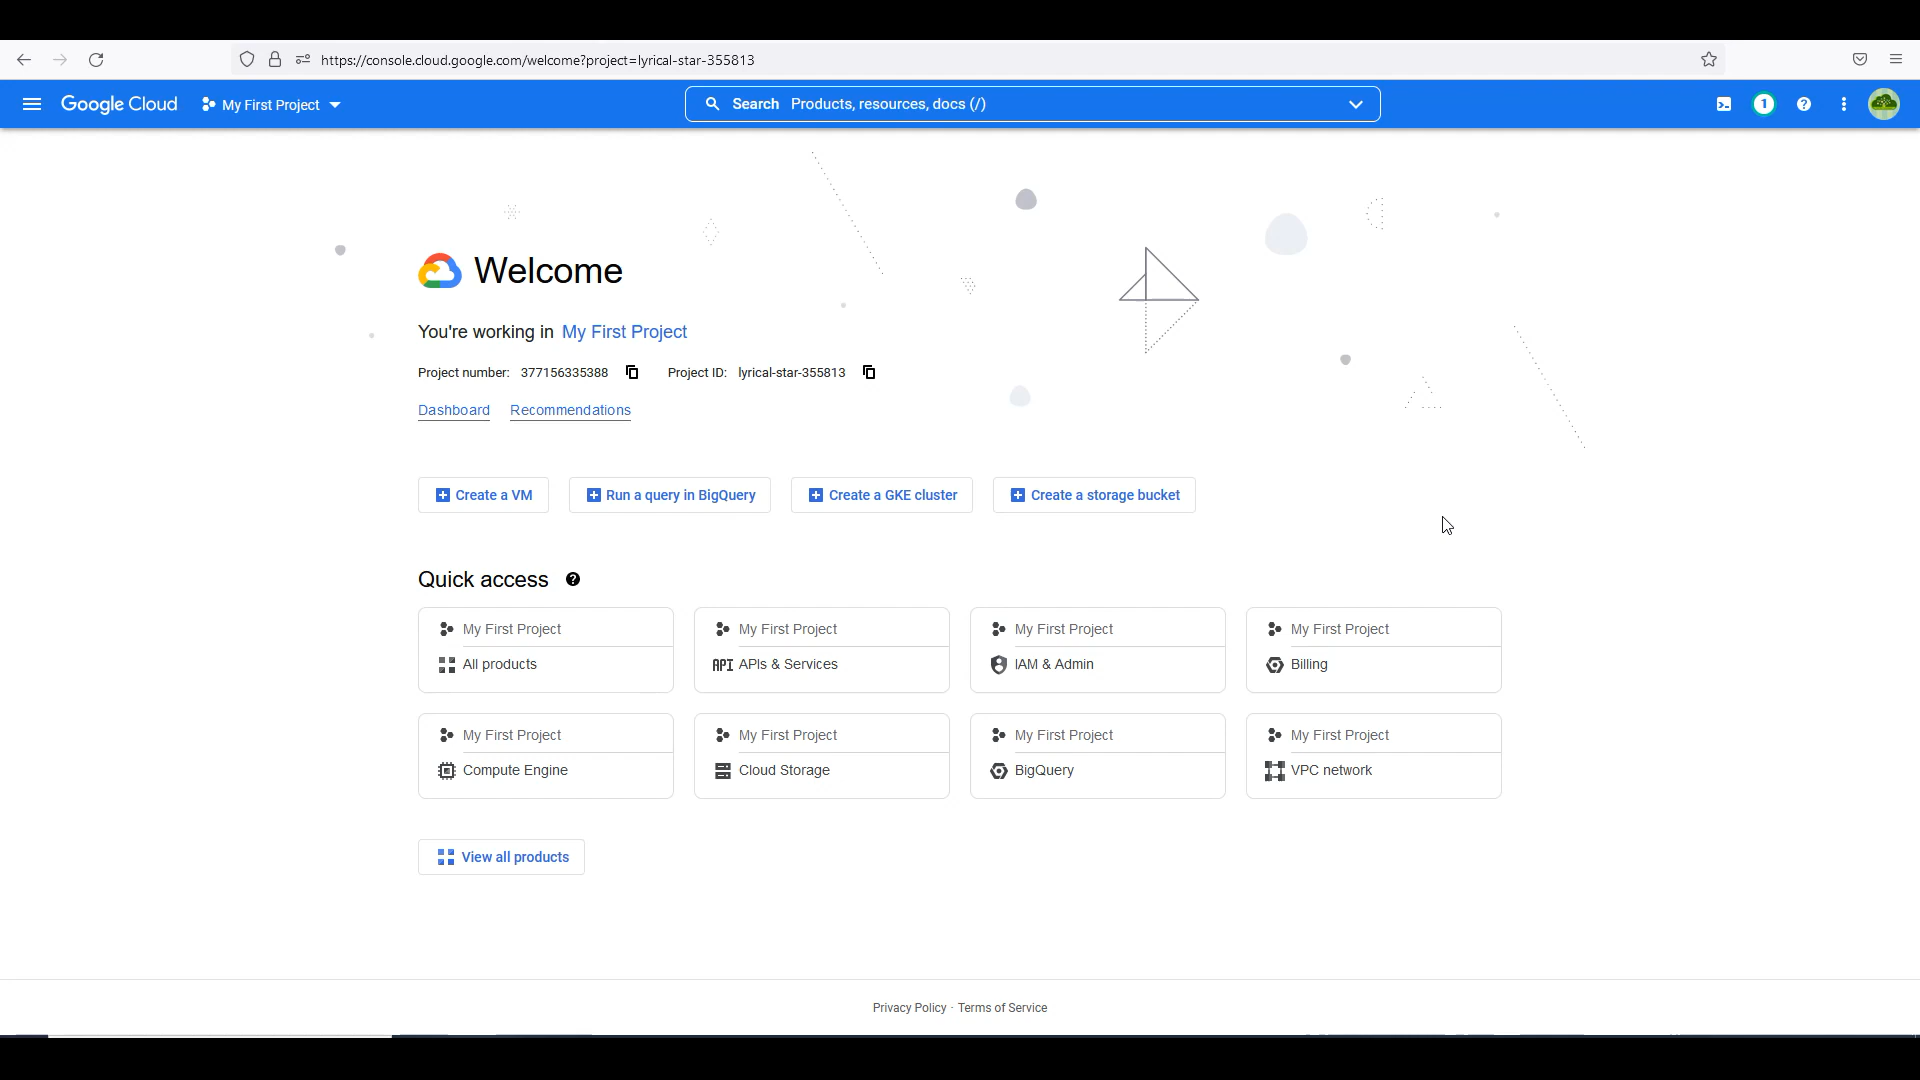 https://console.cloud.google.com/welcome?project=lyrical-star-355813
Google Cloud My First Project Search Products, resources, docs (/) 1
Welcome
You're working in My First Project
Project number: 377156335388 Project ID: lyrical-star-355813
Dashboard Recommendations
Create a VM Run a query in BigQuery Create a GKE cluster Create a storage bucket
Quick access
My First Project My First Project My First Project My First Project
All products API APIs & Services IAM & Admin Billing
My First Project My First Project My First Project My First Project
Compute Engine Cloud Storage BigQuery VPC network
View all products
Privacy Policy · Terms of Service